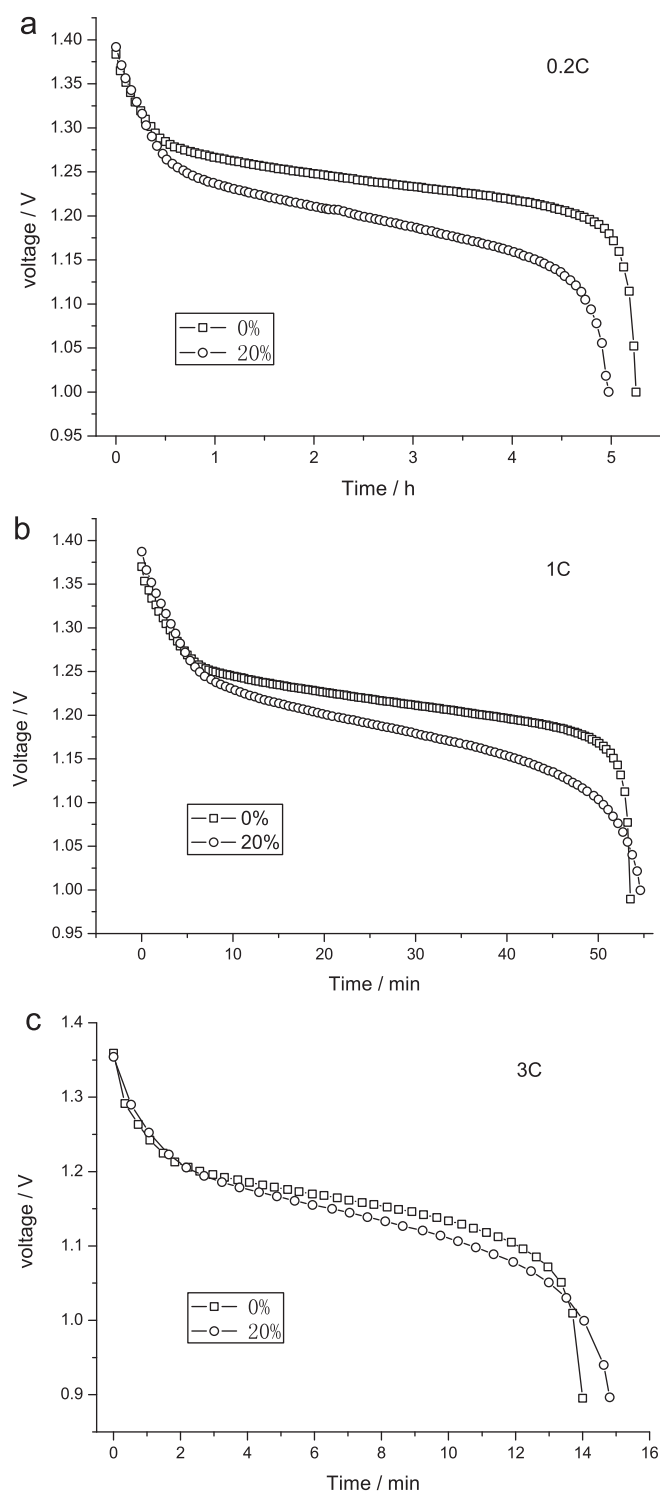 a
1.40
0.2C
1.35
1.30
1.25
1.20
voltage / V
1.15
1.10
0%
1.05
20%
1.00
0.95
0 1 2 3 4 5
Time / h
b
1.40
1C
1.35
1.30
1.25
1.20
Voltage / V
1.15
1.10
0%
1.05
20%
1.00
0.95
0 10 20 30 40 50
Time / min
c
1.4
3C
1.3
1.2
voltage / V
1.1
0%
1.0
20%
0.9
0 2 4 6 8 10 12 14 16
Time / min